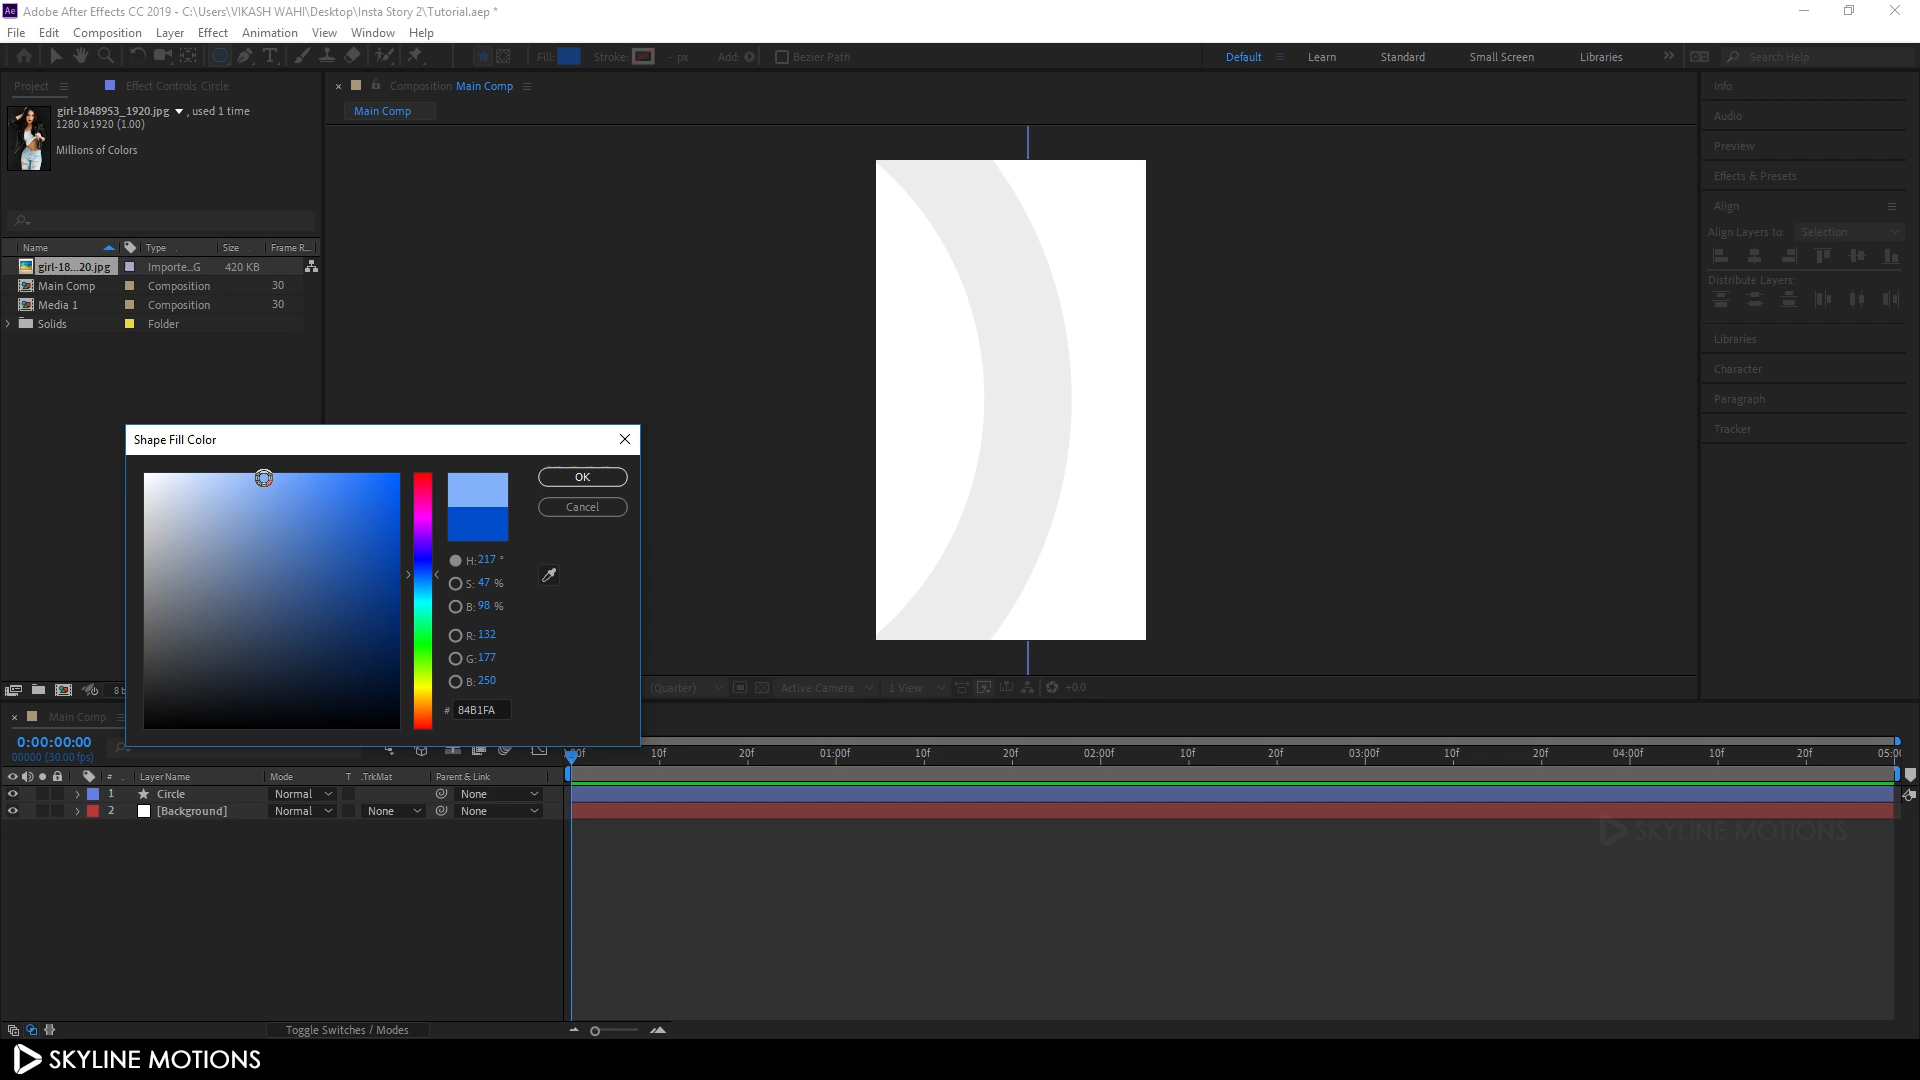 Ae Adobe After Effects CC 2019 - C:\Users\VIKASH WAHI\Desktop\Insta Story 2\Tutorial.aep *
File Edit Composition Layer Effect Animation View Window Help
Fill: Stroke: - px Add: Bezier Path Default Learn Standard Small Screen Libraries Search Help
Project Effect Controls Circle
girl-1848953_1920.jpg , used 1 time
1280 x 1920 (1.00)
Millions of Colors
Composition Main Comp
Main Comp
Name Type Size Frame R...
girl-18...20.jpg Importe...G 420 KB
Main Comp Composition 30
Media 1 Composition 30
Solids Folder
Info
Audio
Preview
Effects & Presets
Align
Align Layers to: Selection
Distribute Layers:
Libraries
Character
Paragraph
Tracker
Shape Fill Color
OK
Cancel
H: 217 °
S: 47 %
B: 98 %
R: 132
G: 177
B: 250
# 84B1FA
(Quarter) Active Camera 1 View +0.0
Main Comp
0:00:00:00
00000 (30.00 fps)
:00f 10f 20f 01:00f 10f 20f 02:00f 10f 20f 03:00f 10f 20f 04:00f 10f 20f 05:0
# Layer Name Mode T .TrkMat Parent & Link
1 Circle Normal None
2 [Background] Normal None None
SKYLINE MOTIONS
Toggle Switches / Modes
SKYLINE MOTIONS